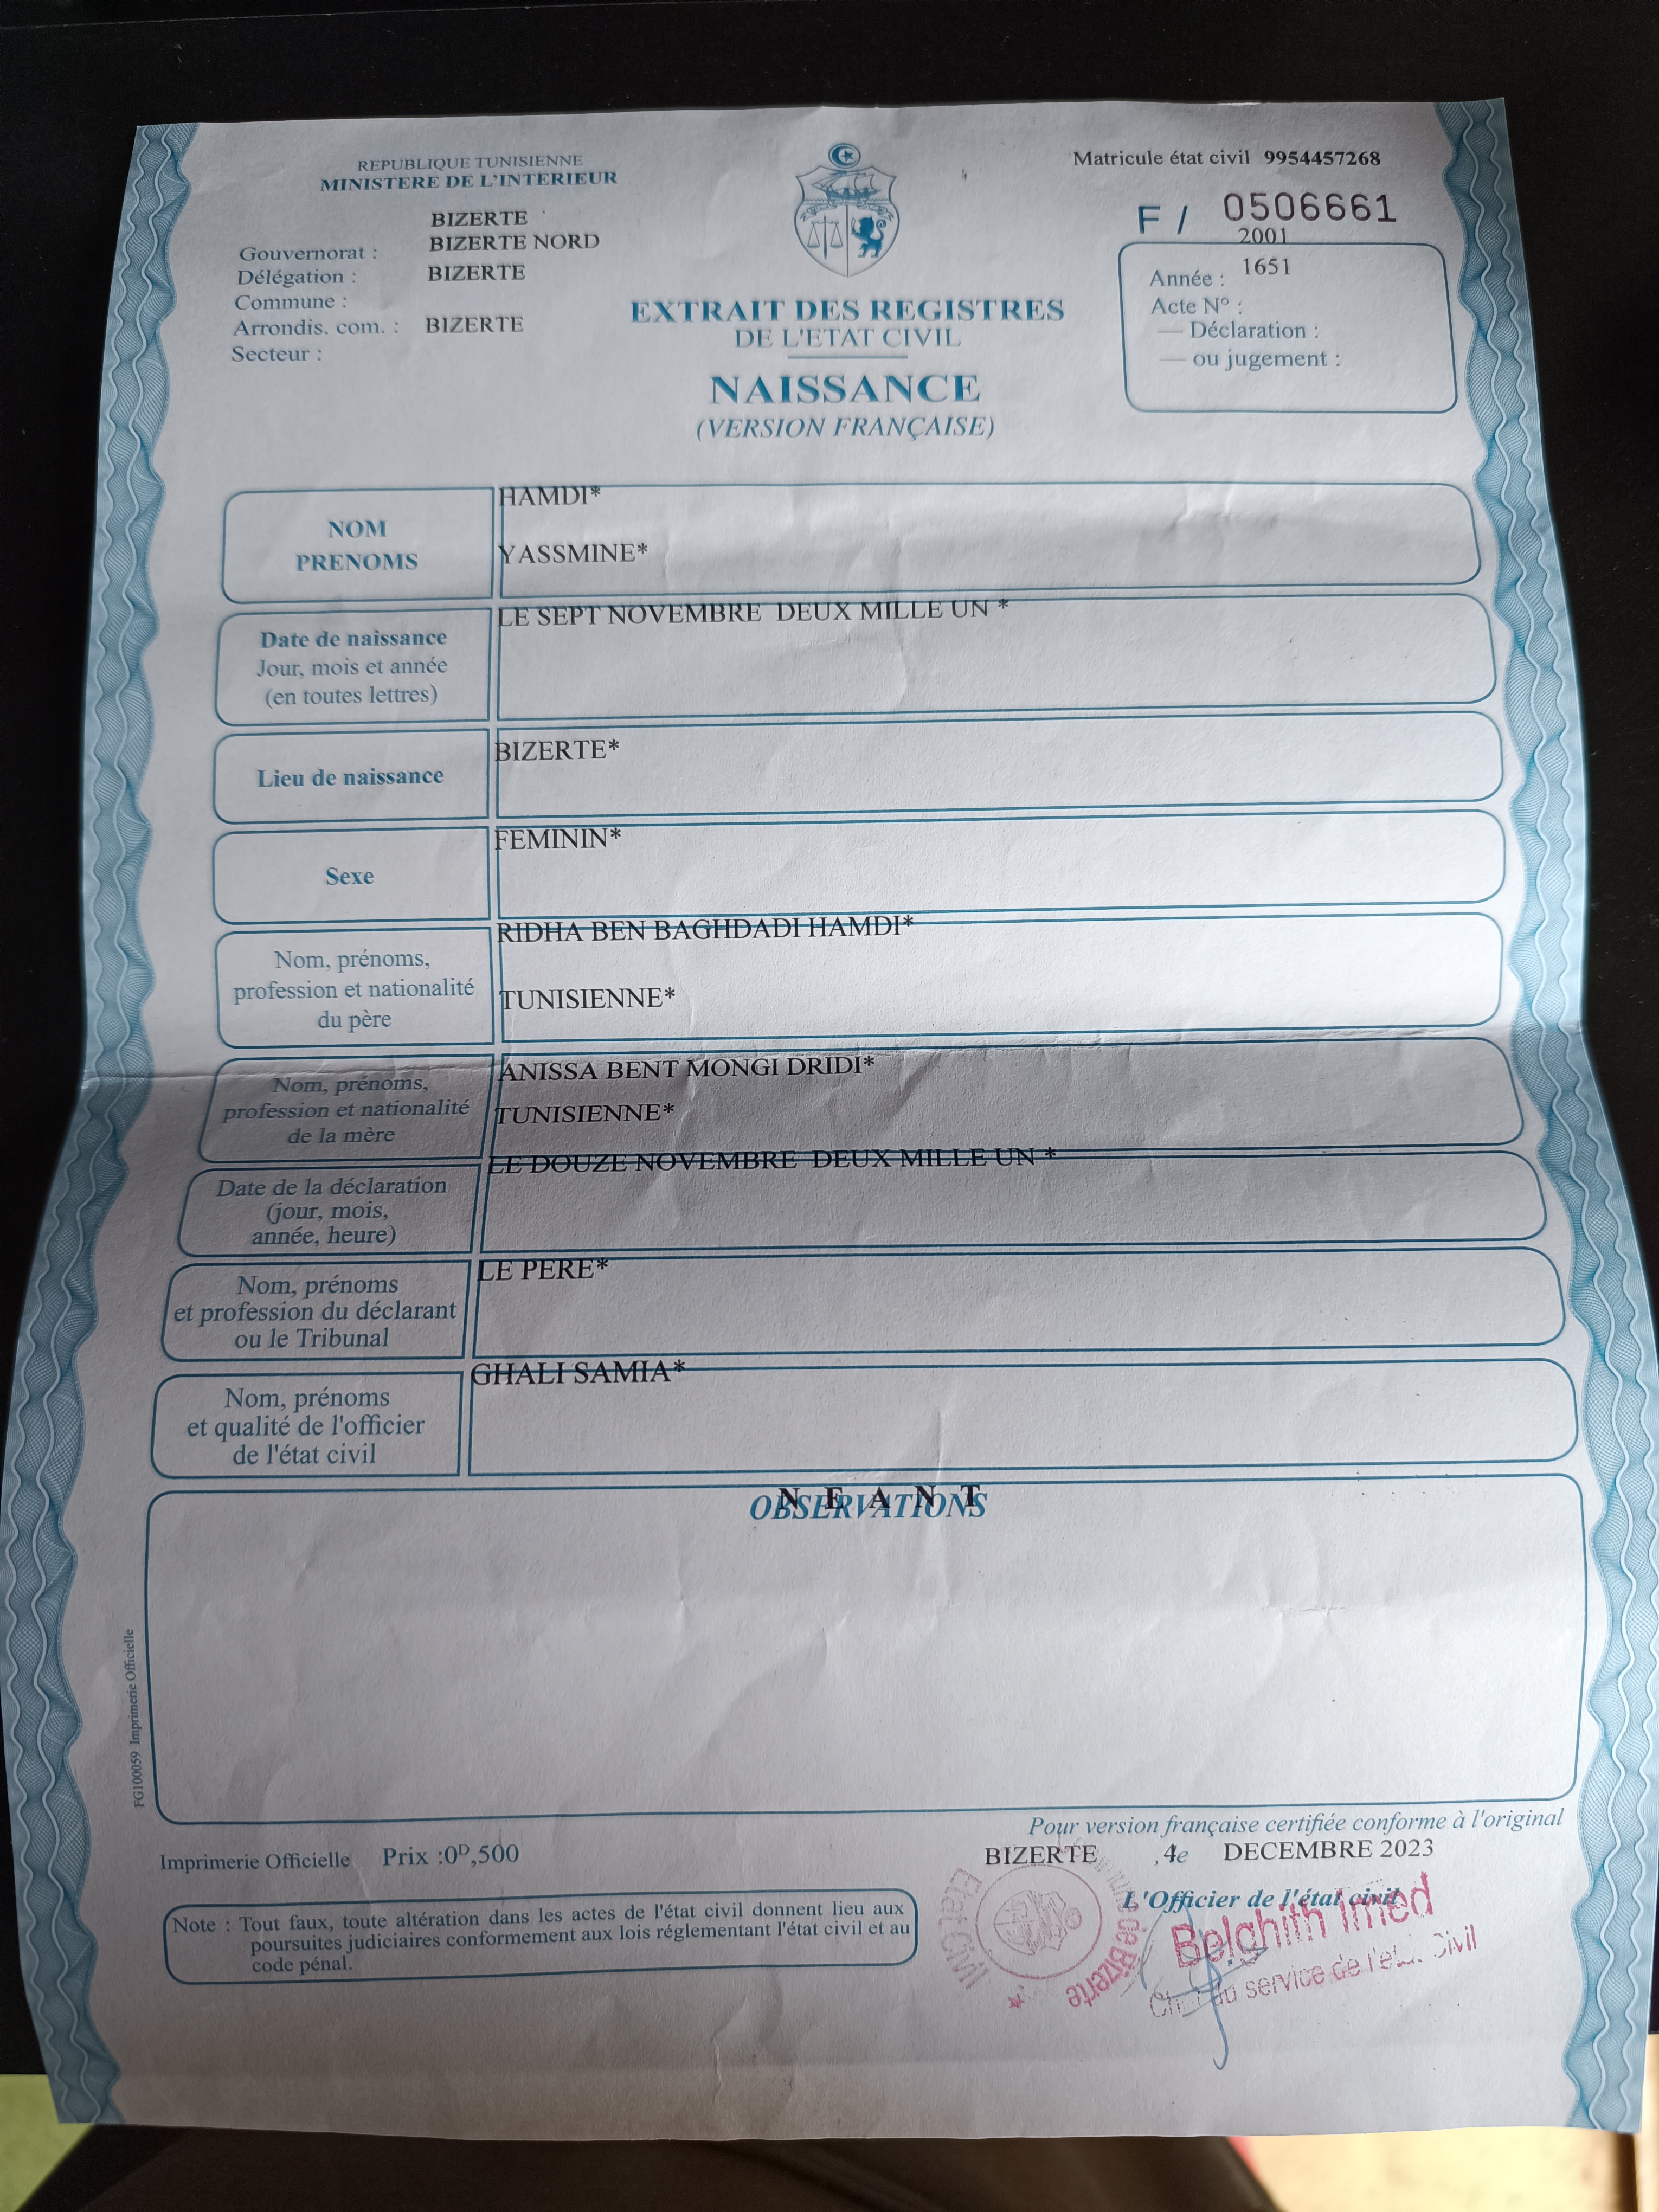 REPUBLIQUE TUNISIENNE
MINISTERE DE L'INTERIEUR
Matricule état civil 9954457268
F / 0506661
BIZERTE
Gouvernorat : BIZERTE NORD
Délégation : BIZERTE
Commune :
Arrondis. com. : BIZERTE
Secteur :
2001
Année : 1651
Acte N° :
— Déclaration :
— ou jugement :
EXTRAIT DES REGISTRES
DE L'ETAT CIVIL
NAISSANCE
(VERSION FRANÇAISE)
NOM
PRENOMS
HAMDI*
YASSMINE*
Date de naissance
Jour, mois et année
(en toutes lettres)
LE SEPT NOVEMBRE DEUX MILLE UN *
Lieu de naissance
BIZERTE*
Sexe
FEMININ*
Nom, prénoms,
profession et nationalité
du père
RIDHA BEN BAGHDADI HAMDI*
TUNISIENNE*
Nom, prénoms,
profession et nationalité
de la mère
ANISSA BENT MONGI DRIDI*
TUNISIENNE*
Date de la déclaration
(jour, mois,
année, heure)
LE DOUZE NOVEMBRE DEUX MILLE UN *
Nom, prénoms
et profession du déclarant
ou le Tribunal
LE PERE*
Nom, prénoms
et qualité de l'officier
de l'état civil
GHALI SAMIA*
OBSERVATIONS
N E A N T
FG100059 Imprimerie Officielle
Pour version française certifiée conforme à l'original
Imprimerie Officielle Prix :0ᴰ,500
BIZERTE ,4e DECEMBRE 2023
L'Officier de l'état civil
Note : Tout faux, toute altération dans les actes de l'état civil donnent lieu aux
poursuites judiciaires conformement aux lois réglementant l'état civil et au
code pénal.
Etat Civil
de Bizerte
Belghith Imed
du service de l'état Civil